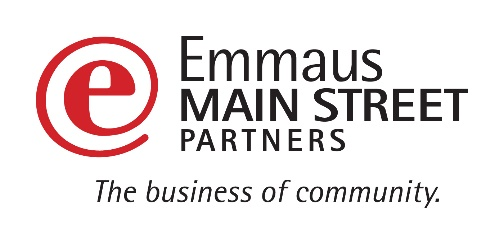 e
Emmaus
MAIN STREET
PARTNERS
The business of community.